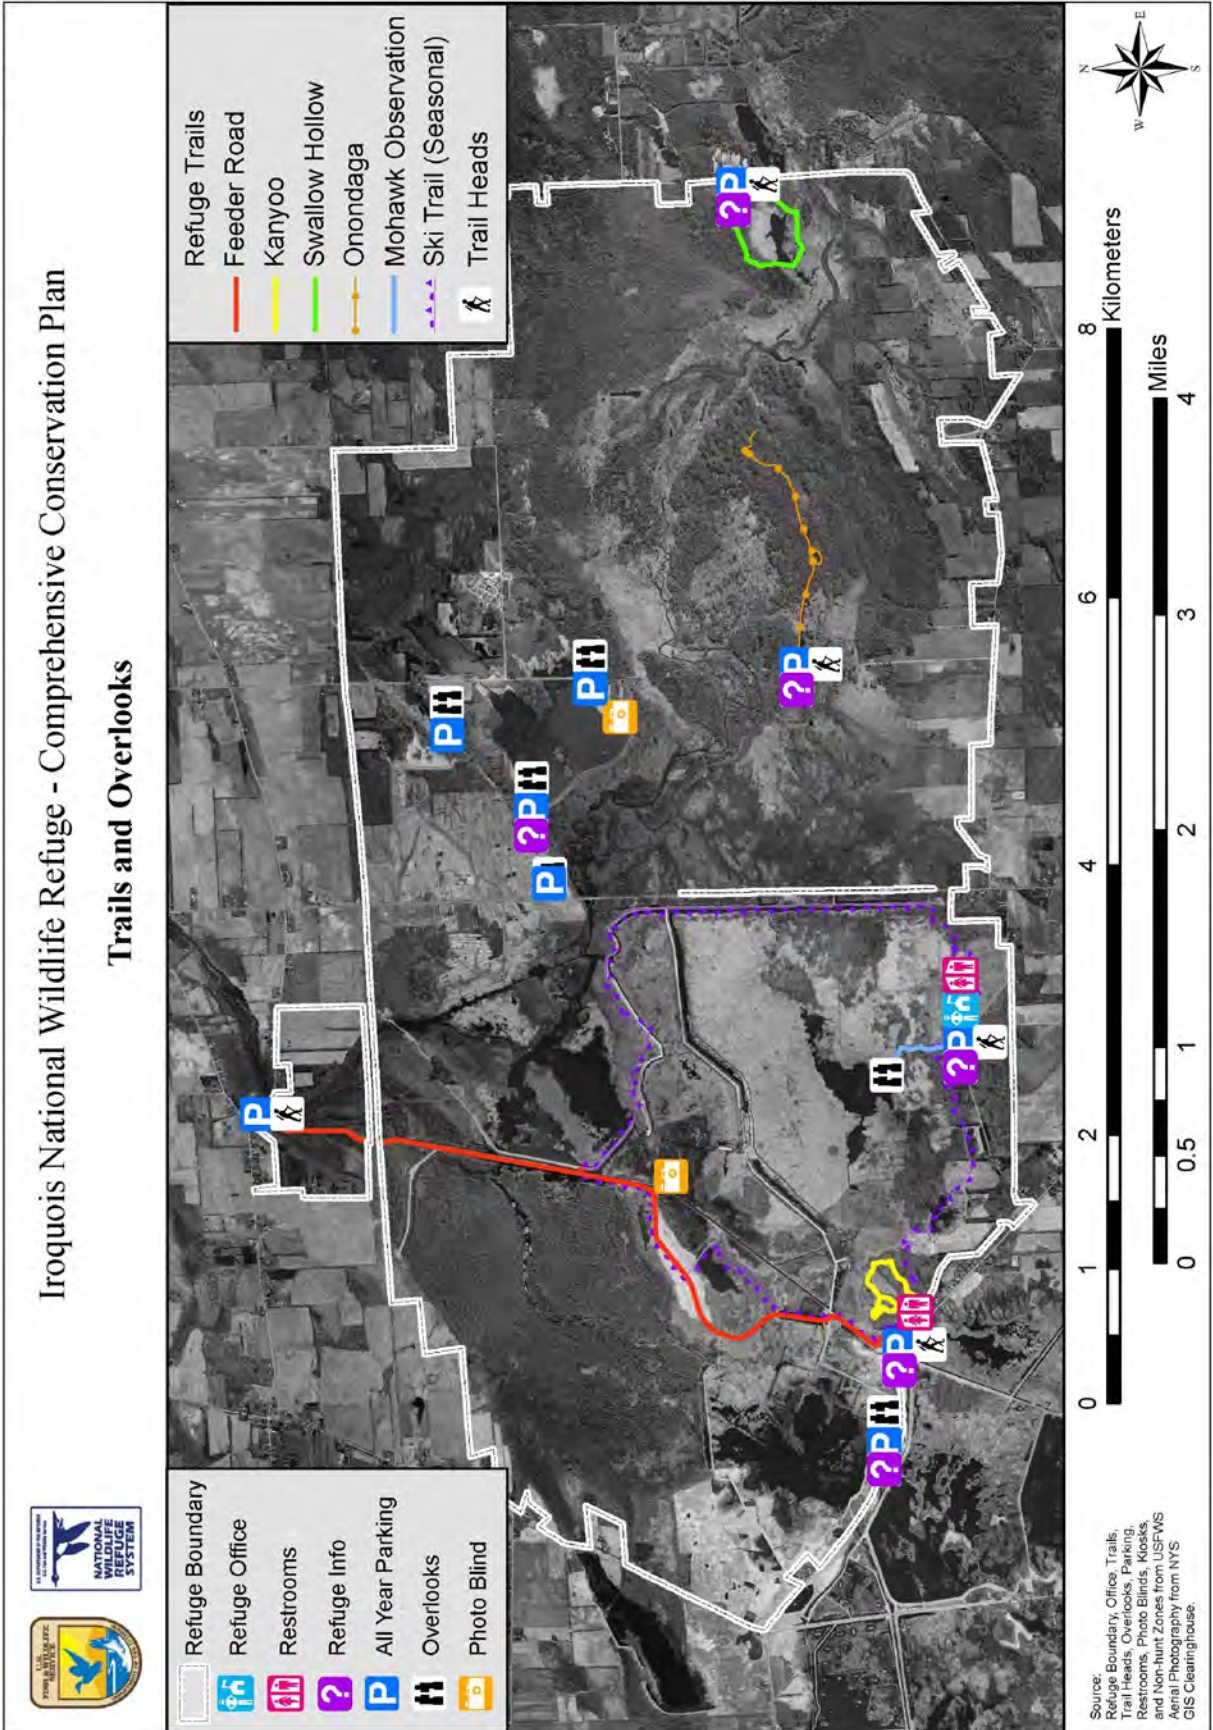 Iroquois National Wildlife Refuge - Comprehensive Conservation Plan
Trails and Overlooks
U.S.
FISH & WILDLIFE
SERVICE
NATIONAL
WILDLIFE
REFUGE
SYSTEM
Refuge Boundary
Refuge Office
Restrooms
? Refuge Info
P All Year Parking
Overlooks
Photo Blind
Refuge Trails
Feeder Road
Kanyoo
Swallow Hollow
Onondaga
Mohawk Observation
Ski Trail (Seasonal)
Trail Heads
P
P
P
?P
P
?P
?P
?P
?P
?P
0 1 2 4 6 8 Kilometers
0 0.5 1 2 3 4 Miles
N
E
S
W
Source:
Refuge Boundary, Office, Trails,
Trail Heads, Overlooks, Parking,
Restrooms, Photo Blinds, Kiosks,
and Non-hunt Zones from USFWS
Aerial Photography from NYS
GIS Clearinghouse.